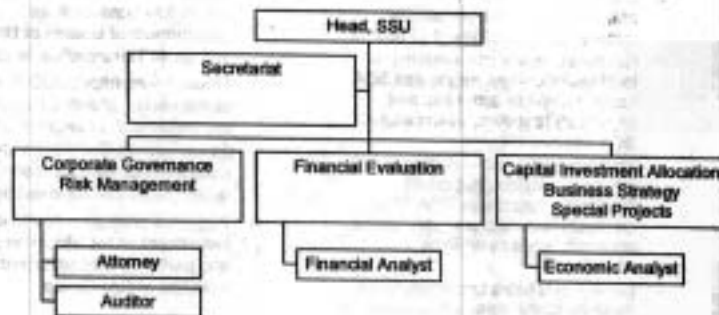 Head, SSU
Secretariat
Corporate Governance
Risk Management
Financial Evaluation
Capital Investment Allocation
Business Strategy
Special Projects
Attorney
Financial Analyst
Economic Analyst
Auditor